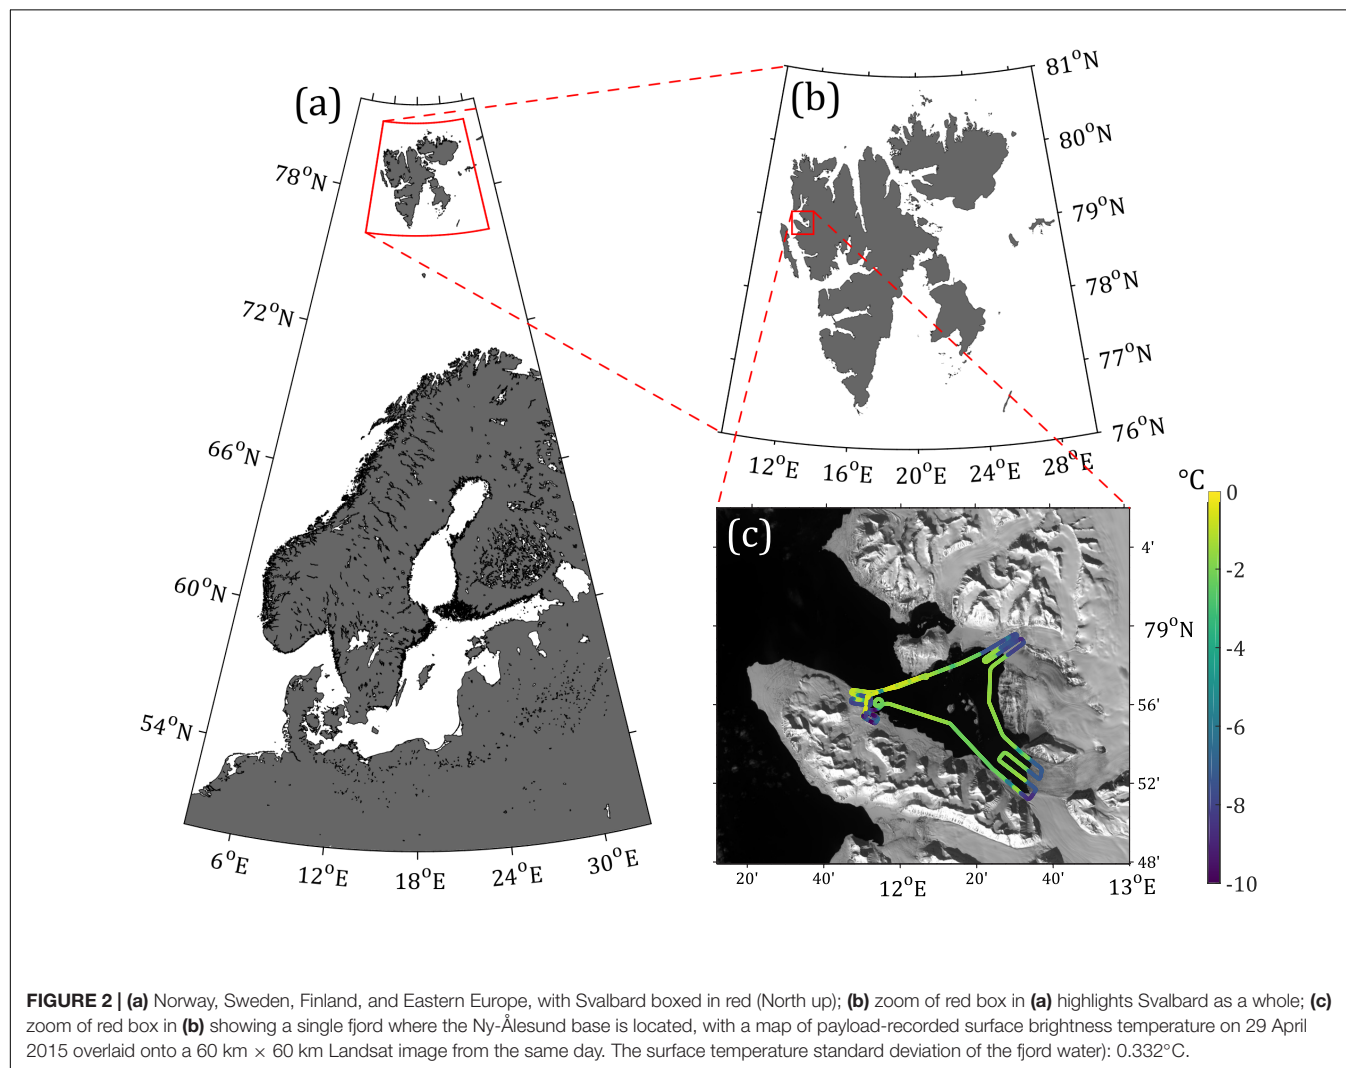 (a)
78°N
72°N
66°N
60°N
54°N
6°E
12°E
18°E
24°E
30°E
(b)
81°N
80°N
79°N
78°N
77°N
76°N
12°E
16°E
20°E
24°E
28°E
(c)
4'
79°N
56'
52'
48'
20'
40'
12°E
20'
40'
13°E
°C
0
-2
-4
-6
-8
-10
FIGURE 2 | (a) Norway, Sweden, Finland, and Eastern Europe, with Svalbard boxed in red (North up); (b) zoom of red box in (a) highlights Svalbard as a whole; (c)
zoom of red box in (b) showing a single fjord where the Ny-Ålesund base is located, with a map of payload-recorded surface brightness temperature on 29 April
2015 overlaid onto a 60 km × 60 km Landsat image from the same day. The surface temperature standard deviation of the fjord water): 0.332°C.